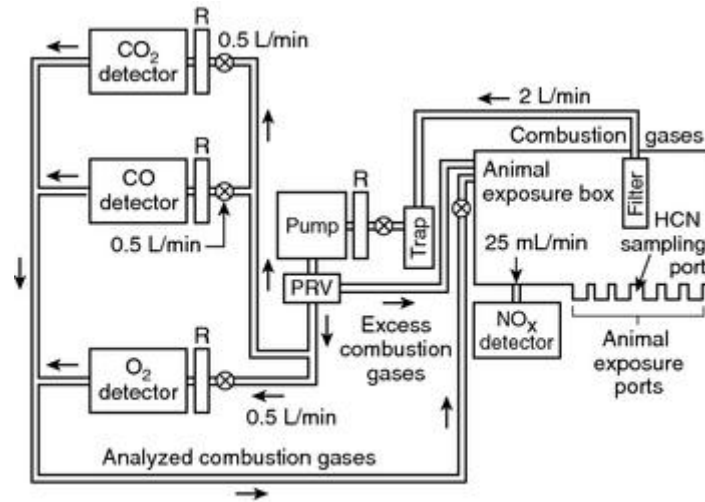 R
0.5 L/min
CO₂
detector
2 L/min
Combustion gases
R
CO
detector
0.5 L/min
Animal
exposure box
Filter
R
Pump
Trap
HCN
sampling
port
25 mL/min
PRV
Excess
combustion
gases
NOₓ
detector
Animal
exposure
ports
R
O₂
detector
0.5 L/min
Analyzed combustion gases